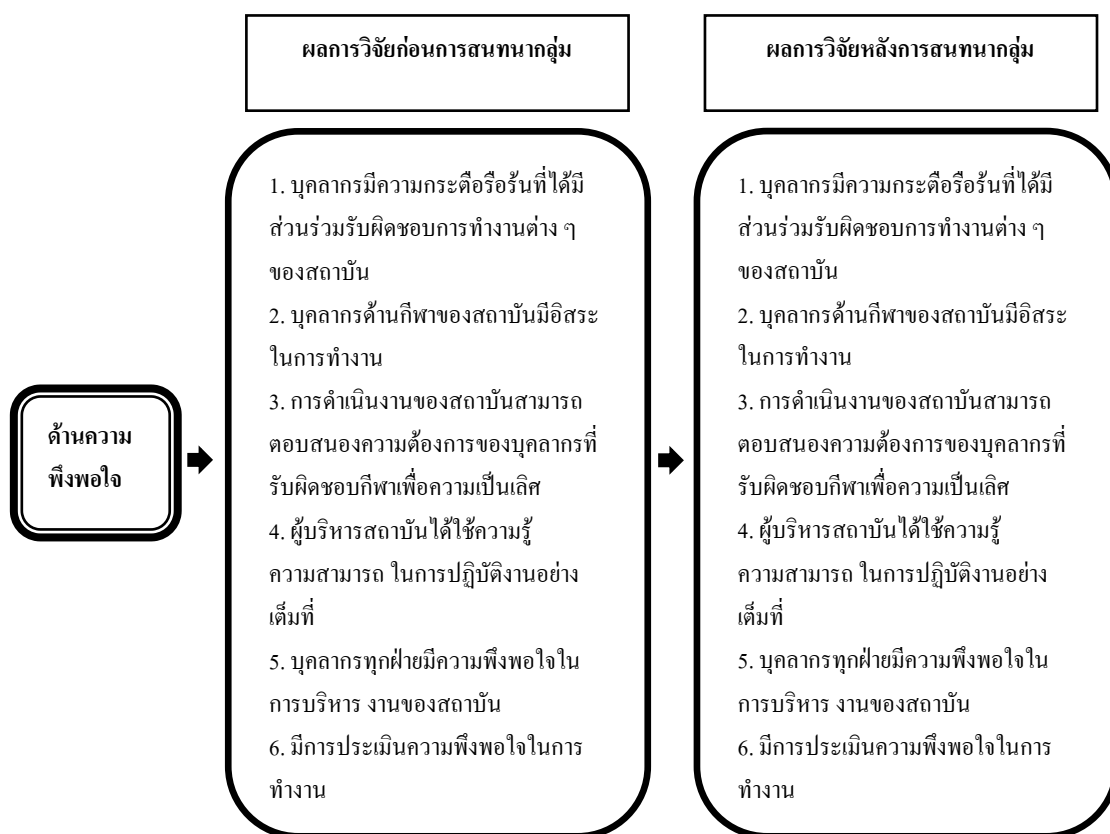 ผลการวิจัยก่อนการสนทนากลุ่ม
ผลการวิจัยหลังการสนทนากลุ่ม
ด้านความ
พึงพอใจ
1. บุคลากรมีความกระตือรือร้นที่ได้มี
ส่วนร่วมรับผิดชอบการทำงานต่าง ๆ
ของสถาบัน
2. บุคลากรด้านกีฬาของสถาบันมีอิสระ
ในการทำงาน
3. การดำเนินงานของสถาบันสามารถ
ตอบสนองความต้องการของบุคลากรที่
รับผิดชอบกีฬาเพื่อความเป็นเลิศ
4. ผู้บริหารสถาบันได้ใช้ความรู้
ความสามารถ ในการปฏิบัติงานอย่าง
เต็มที่
5. บุคลากรทุกฝ่ายมีความพึงพอใจใน
การบริหาร งานของสถาบัน
6. มีการประเมินความพึงพอใจในการ
ทำงาน
1. บุคลากรมีความกระตือรือร้นที่ได้มี
ส่วนร่วมรับผิดชอบการทำงานต่าง ๆ
ของสถาบัน
2. บุคลากรด้านกีฬาของสถาบันมีอิสระ
ในการทำงาน
3. การดำเนินงานของสถาบันสามารถ
ตอบสนองความต้องการของบุคลากรที่
รับผิดชอบกีฬาเพื่อความเป็นเลิศ
4. ผู้บริหารสถาบันได้ใช้ความรู้
ความสามารถ ในการปฏิบัติงานอย่าง
เต็มที่
5. บุคลากรทุกฝ่ายมีความพึงพอใจใน
การบริหาร งานของสถาบัน
6. มีการประเมินความพึงพอใจในการ
ทำงาน